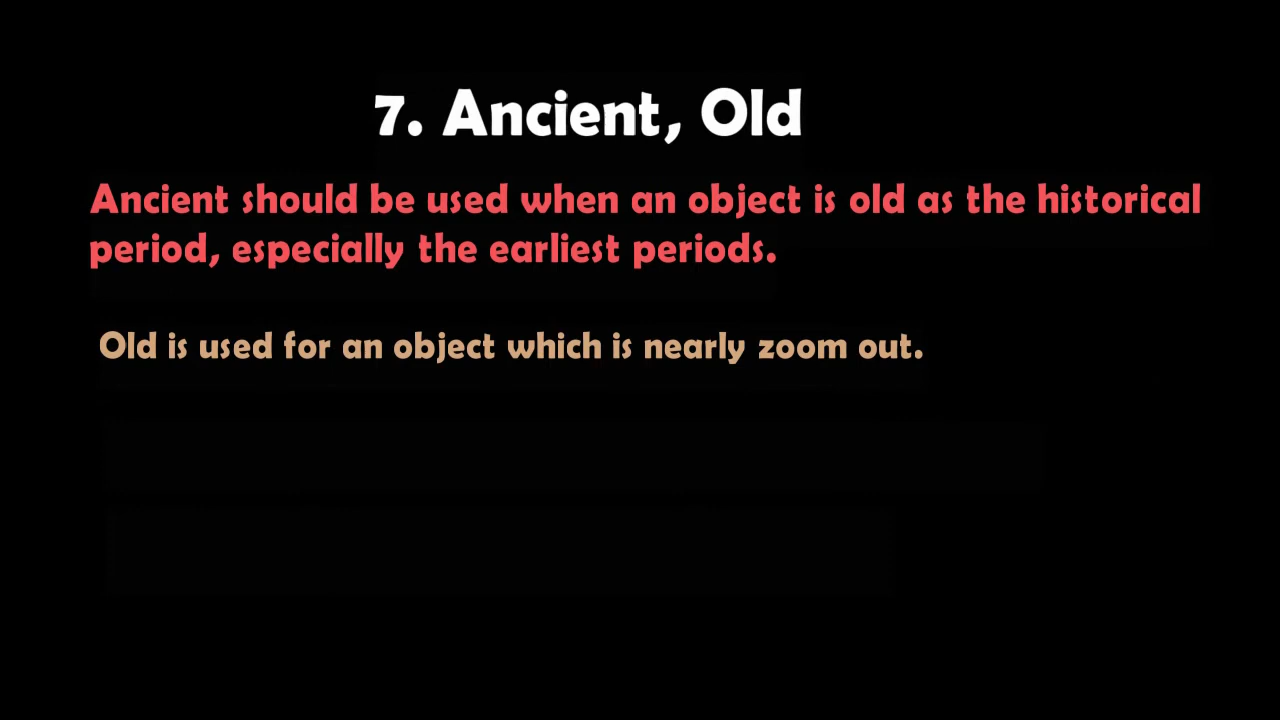 7. Ancient, Old
Ancient should be used when an object is old as the historical
period, especially the earliest periods.
Old is used for an object which is nearly zoom out.